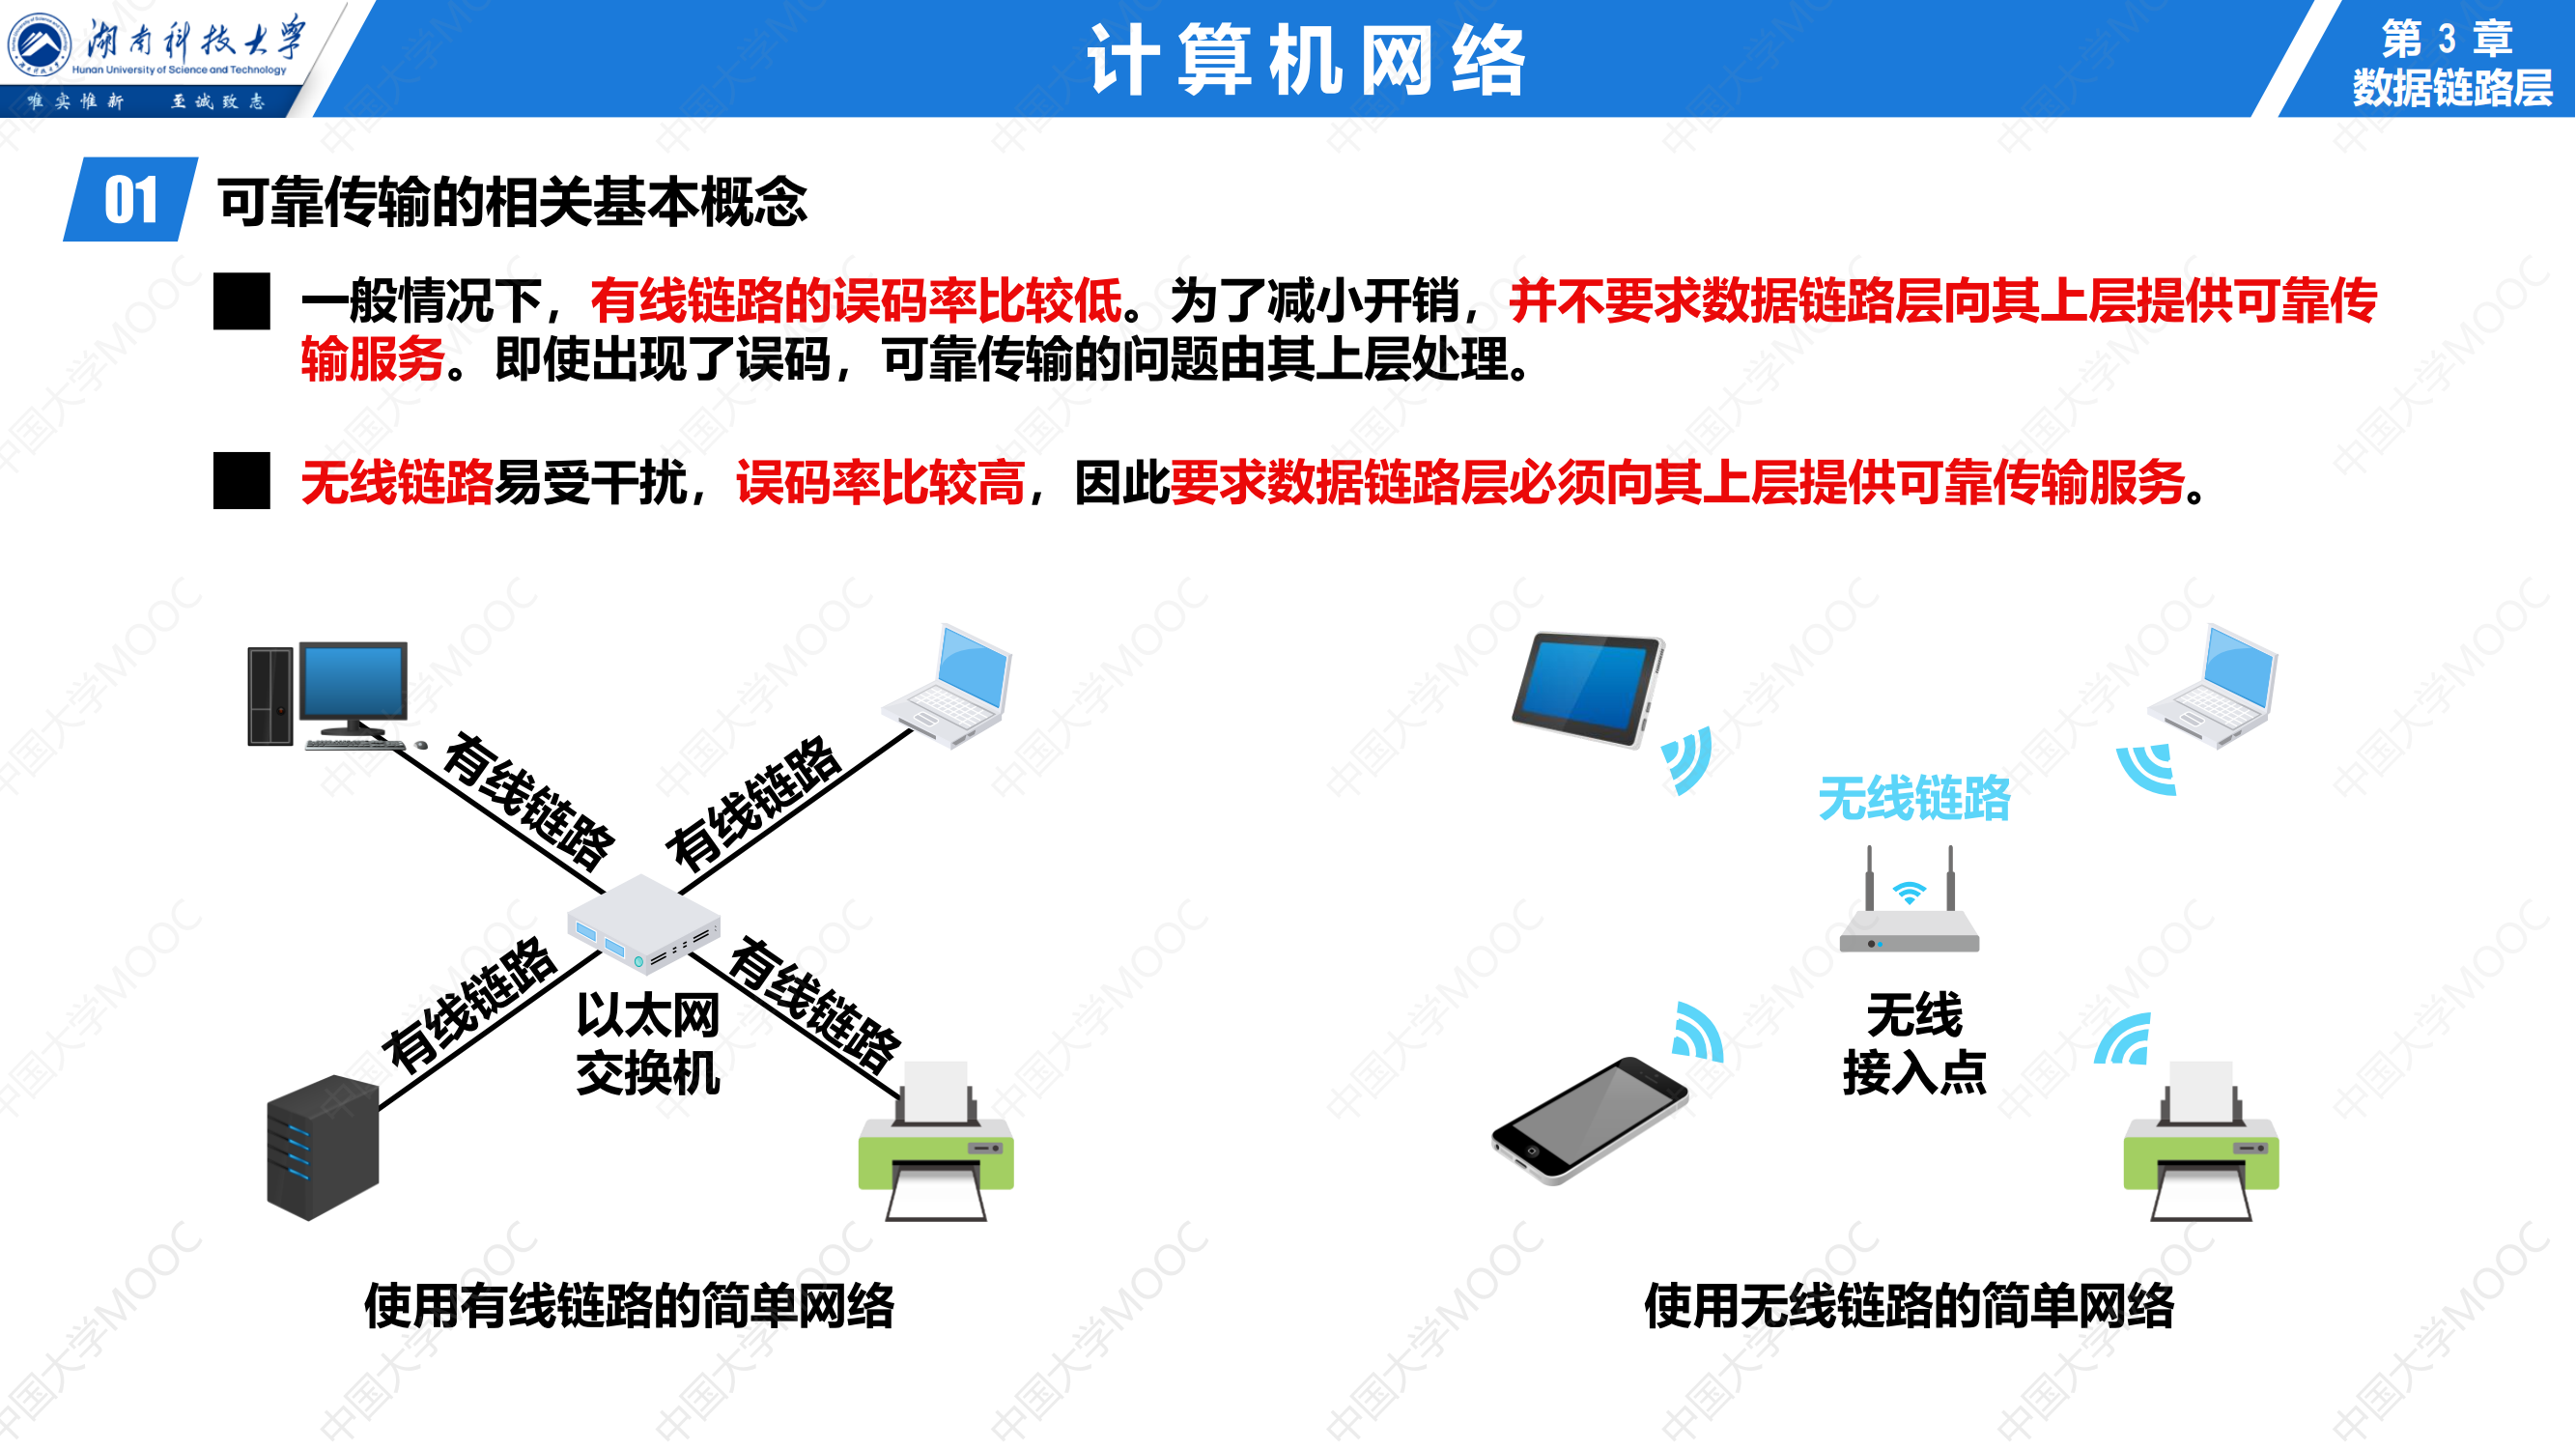 湖南科技大学
Hunan University of Science and Technology
唯实惟新 至诚致志
计算机网络
第 3 章
数据链路层
01 可靠传输的相关基本概念
一般情况下，有线链路的误码率比较低。为了减小开销，并不要求数据链路层向其上层提供可靠传
输服务。即使出现了误码，可靠传输的问题由其上层处理。
无线链路易受干扰，误码率比较高，因此要求数据链路层必须向其上层提供可靠传输服务。
有线链路
有线链路
有线链路
有线链路
以太网
交换机
使用有线链路的简单网络
无线链路
无线
接入点
使用无线链路的简单网络
中国大学MOOC